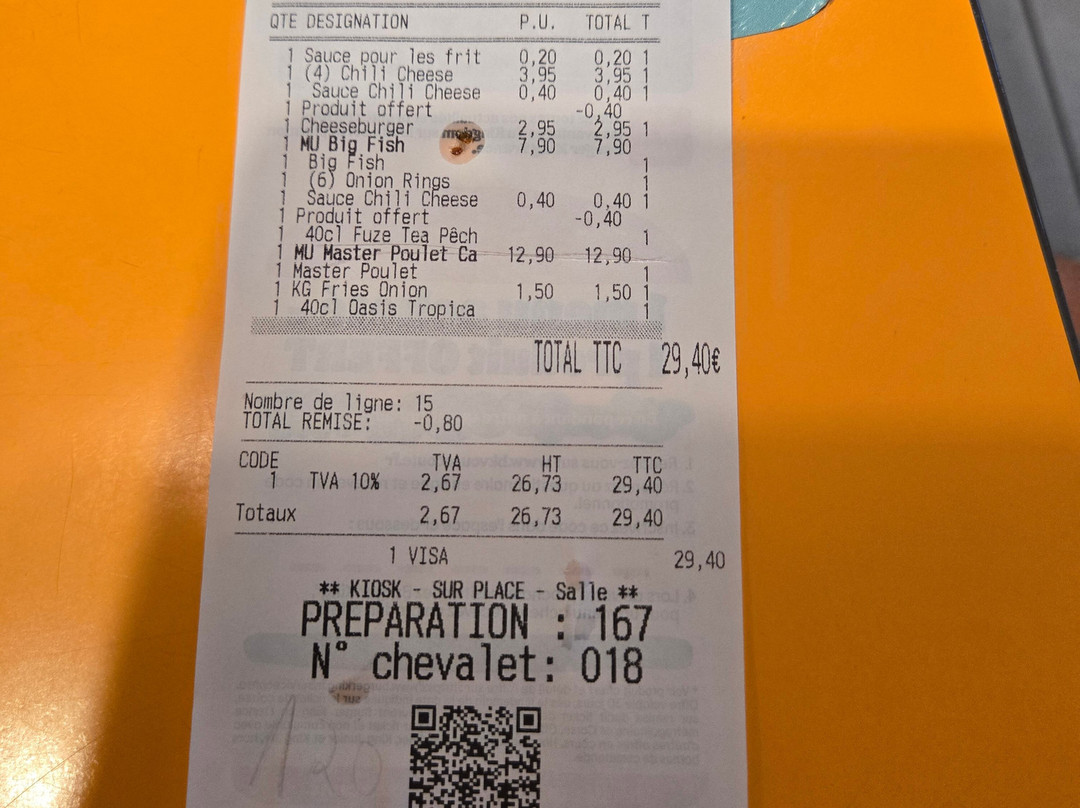 QTE DESIGNATION P.U. TOTAL T
1 Sauce pour les frit 0,20 0,20 1
1 (4) Chili Cheese 3,95 3,95 1
1 Sauce Chili Cheese 0,40 0,40 1
1 Produit offert -0,40
1 Cheeseburger 2,95 2,95 1
1 MU Big Fish 7,90 7,90
1 Big Fish 1
1 (6) Onion Rings 1
1 Sauce Chili Cheese 0,40 0,40 1
1 Produit offert -0,40
1 40cl Fuze Tea Pêch 1
1 MU Master Poulet Ca 12,90 12,90
1 Master Poulet 1
1 KG Fries Onion 1,50 1,50 1
1 40cl Oasis Tropica 1
TOTAL TTC 29,40€
Nombre de ligne: 15
TOTAL REMISE: -0,80
CODE TVA HT TTC
1 TVA 10% 2,67 26,73 29,40
Totaux 2,67 26,73 29,40
1 VISA 29,40
** KIOSK - SUR PLACE - Salle **
PREPARATION : 167
N° chevalet: 018